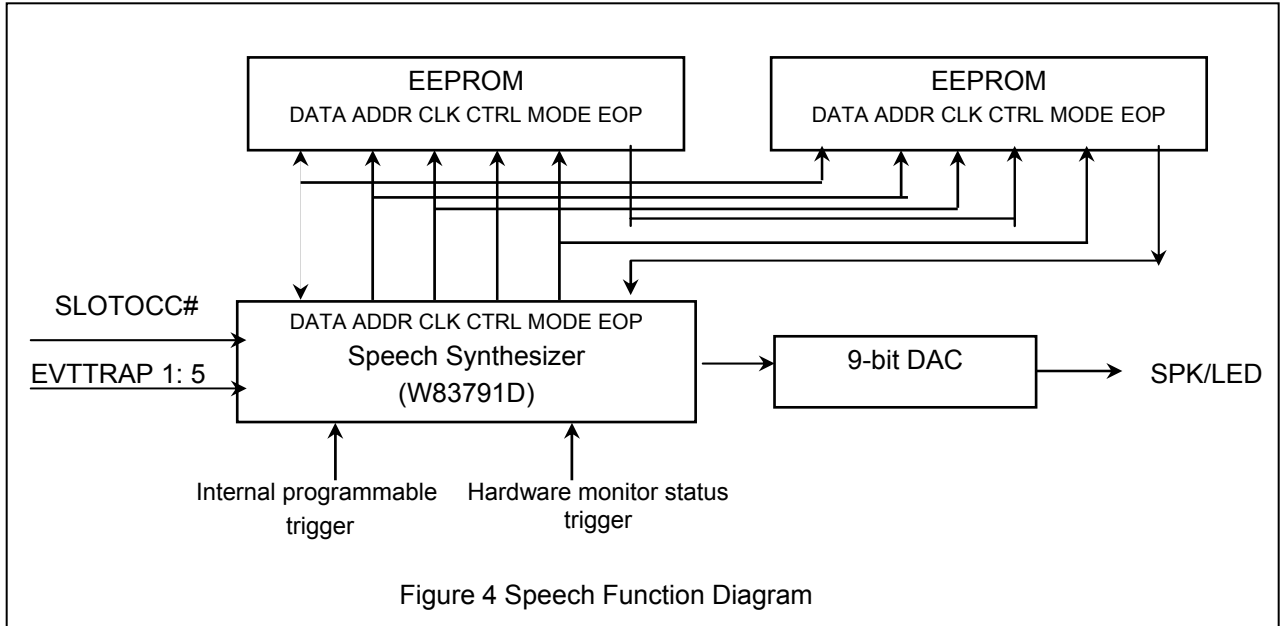 EEPROM
DATA ADDR CLK CTRL MODE EOP
EEPROM
DATA ADDR CLK CTRL MODE EOP
SLOTOCC#
EVTTRAP 1: 5
DATA ADDR CLK CTRL MODE EOP
Speech Synthesizer
(W83791D)
9-bit DAC
SPK/LED
Internal programmable
trigger
Hardware monitor status
trigger
Figure 4 Speech Function Diagram